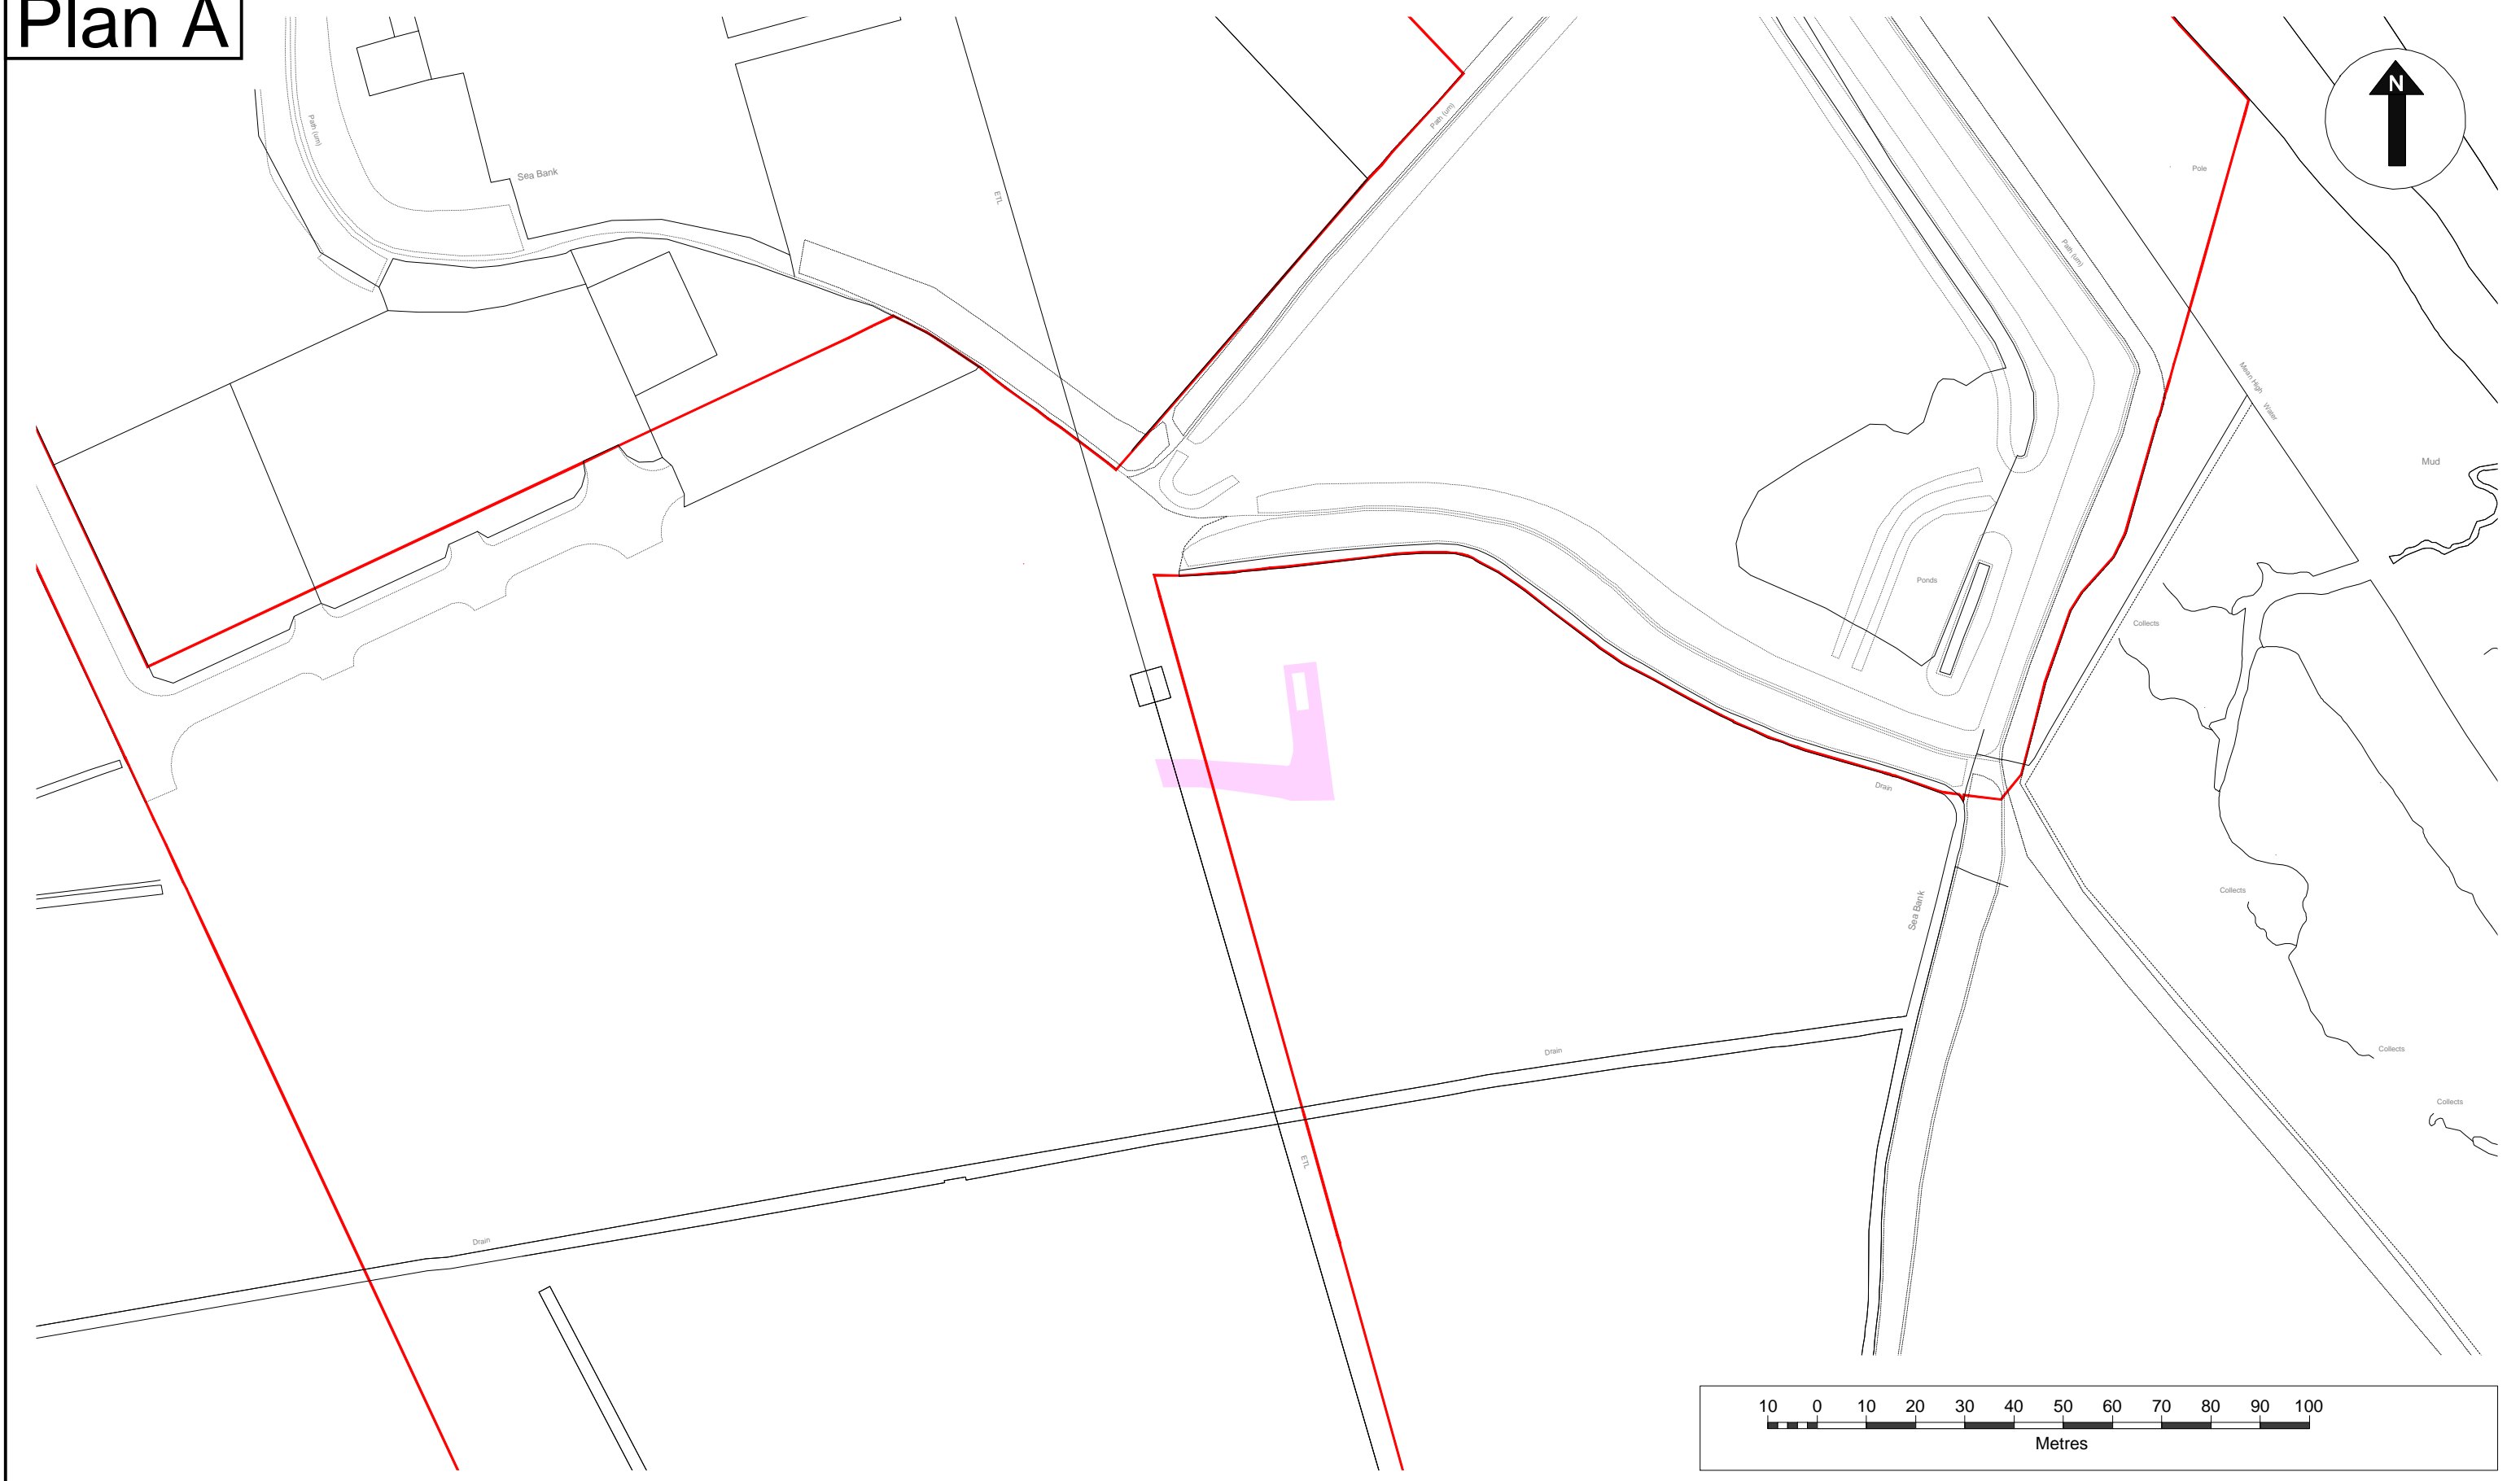 Plan A
N
Path (um)
Sea Bank
ETL
Path (um)
Pole
Path (um)
Mean High
Water
Mud
Ponds
Collects
Drain
Collects
Sea Bank
Drain
Collects
Collects
ETL
Drain
10 0 10 20 30 40 50 60 70 80 90 100
Metres